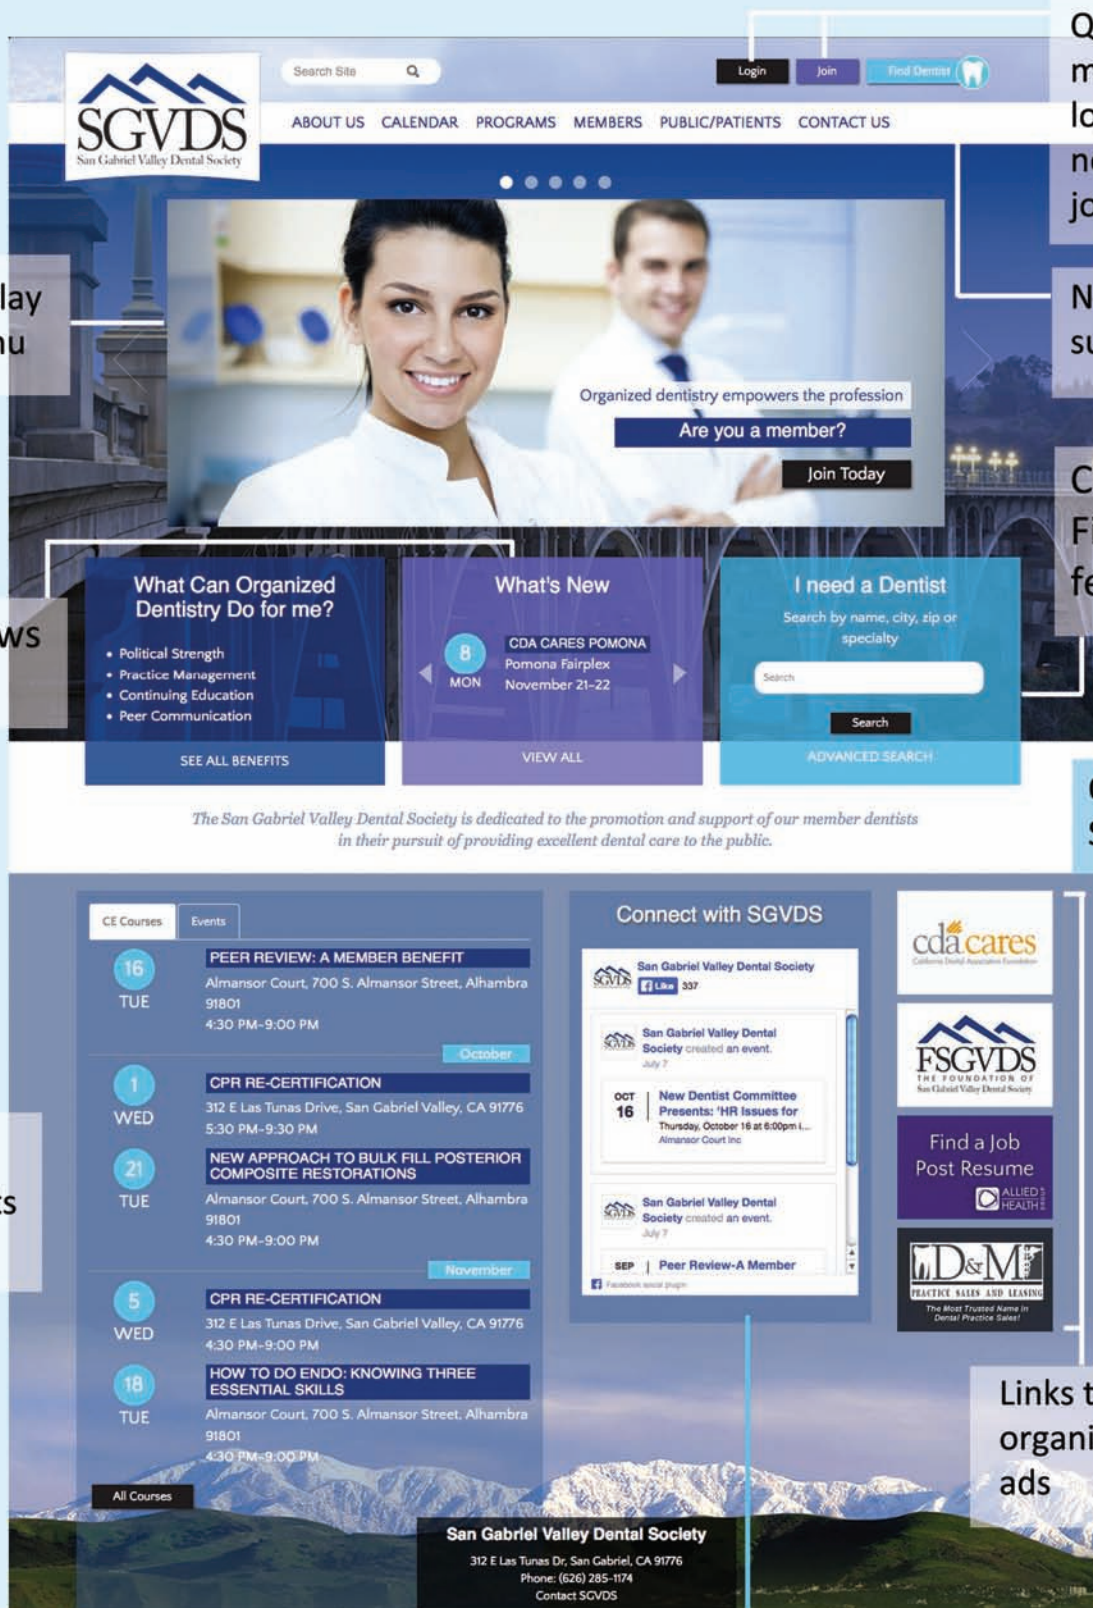 Search Site
Login
Join
Find Dentist
SGVDS
San Gabriel Valley Dental Society
ABOUT US CALENDAR PROGRAMS MEMBERS PUBLIC/PATIENTS CONTACT US
Organized dentistry empowers the profession
Are you a member?
Join Today
What Can Organized
Dentistry Do for me?
• Political Strength
• Practice Management
• Continuing Education
• Peer Communication
SEE ALL BENEFITS
What's New
8
MON
CDA CARES POMONA
Pomona Fairplex
November 21-22
VIEW ALL
I need a Dentist
Search by name, city, zip or
specialty
Search
Search
ADVANCED SEARCH
The San Gabriel Valley Dental Society is dedicated to the promotion and support of our member dentists
in their pursuit of providing excellent dental care to the public.
CE Courses
Events
16
TUE
PEER REVIEW: A MEMBER BENEFIT
Almansor Court, 700 S. Almansor Street, Alhambra
91801
4:30 PM-9:00 PM
October
1
WED
CPR RE-CERTIFICATION
312 E Las Tunas Drive, San Gabriel Valley, CA 91776
5:30 PM-9:30 PM
21
TUE
NEW APPROACH TO BULK FILL POSTERIOR
COMPOSITE RESTORATIONS
Almansor Court, 700 S. Almansor Street, Alhambra
91801
4:30 PM-9:00 PM
November
5
WED
CPR RE-CERTIFICATION
312 E Las Tunas Drive, San Gabriel Valley, CA 91776
4:30 PM-9:00 PM
18
TUE
HOW TO DO ENDO: KNOWING THREE
ESSENTIAL SKILLS
Almansor Court, 700 S. Almansor Street, Alhambra
91801
4:30 PM-9:00 PM
All Courses
Connect with SGVDS
SGVDS
San Gabriel Valley Dental Society
Like 337
SGVDS
San Gabriel Valley Dental
Society created an event.
July 7
OCT
16
New Dentist Committee
Presents: 'HR Issues for
Thursday, October 16 at 6:00pm i...
Almansor Court Inc
SGVDS
San Gabriel Valley Dental
Society created an event.
July 7
SEP
Peer Review-A Member
Facebook social plugin
cda cares
California Dental Association Foundation
FSGVDS
THE FOUNDATION OF
San Gabriel Valley Dental Society
Find a Job
Post Resume
ALLIED
HEALTH
GROUP
D&M
PRACTICE SALES AND LEASING
The Most Trusted Name in
Dental Practice Sales!
Links
ads
San Gabriel Valley Dental Society
312 E Las Tunas Dr, San Gabriel, CA 91776
Phone: (626) 285-1174
Contact SGVDS